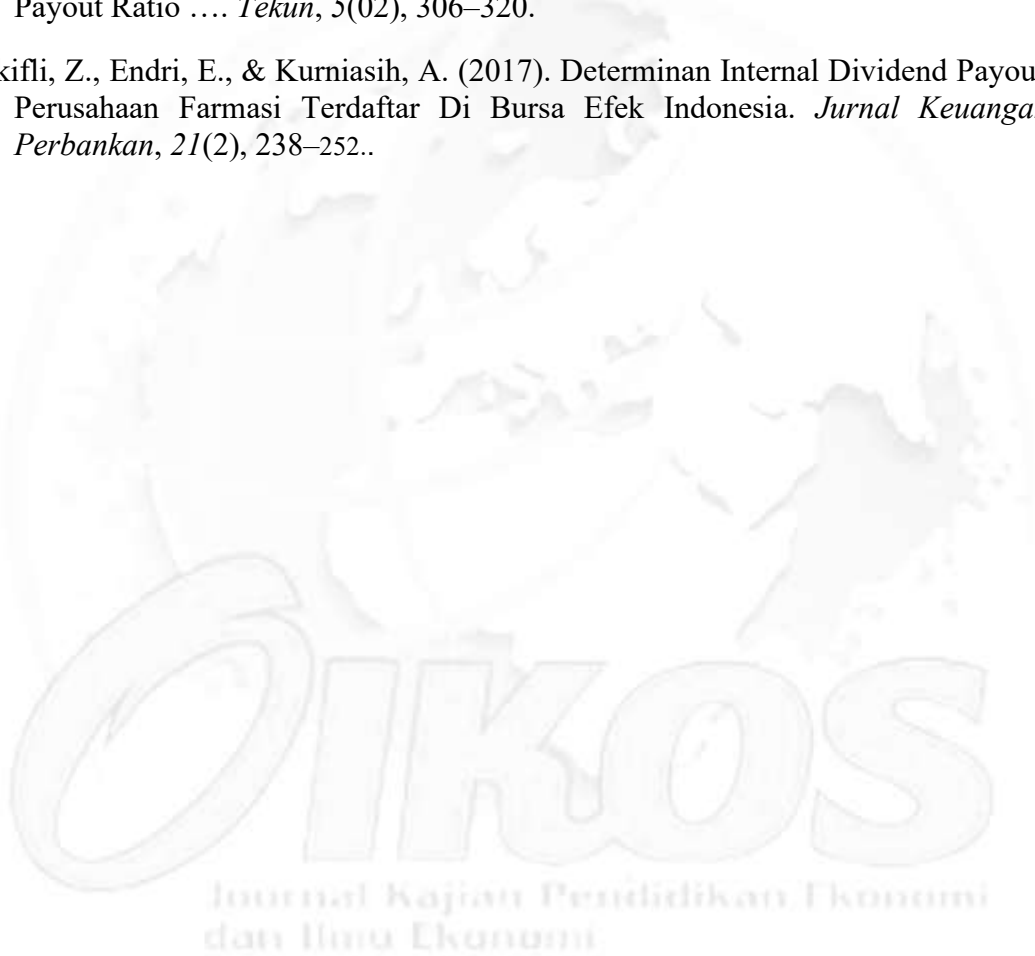 Payout Ratio …. Tekun, 5(02), 306–320.
kifli, Z., Endri, E., & Kurniasih, A. (2017). Determinan Internal Dividend Payou
Perusahaan Farmasi Terdaftar Di Bursa Efek Indonesia. Jurnal Keuanga
Perbankan, 21(2), 238–252..
OIKOS
Journal Kajian Pendidikan Ekonomi
dan Ilmu Ekonomi